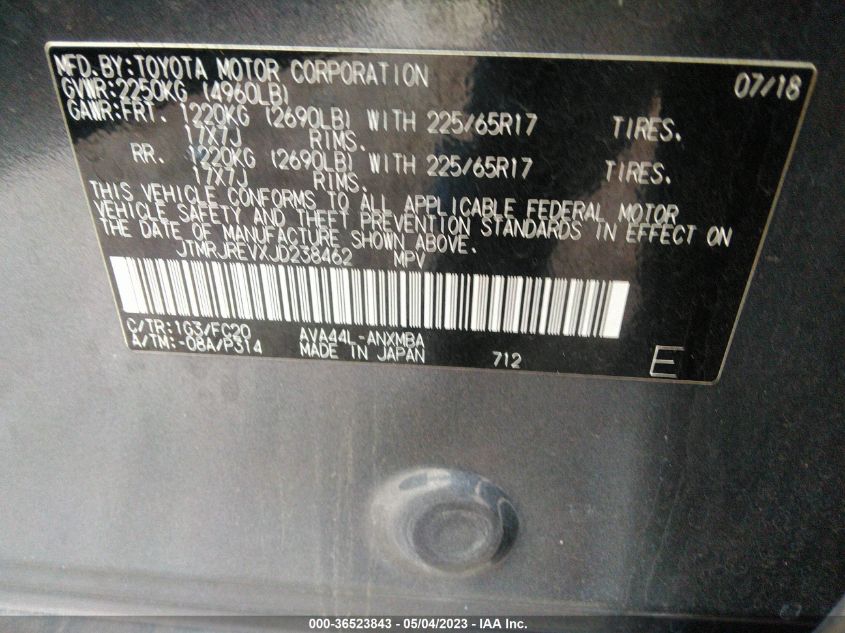 MFD.BY:TOYOTA MOTOR CORPORATION 07/18
GVWR:2250KG (4960LB)
GAWR:FRT. 1220KG (2690LB) WITH 225/65R17 TIRES.
17X7J RIMS.
RR. 1220KG (2690LB) WITH 225/65R17 TIRES.
17X7J RIMS.
THIS VEHICLE CONFORMS TO ALL APPLICABLE FEDERAL MOTOR
VEHICLE SAFETY AND THEFT PREVENTION STANDARDS IN EFFECT ON
THE DATE OF MANUFACTURE SHOWN ABOVE.
JTMRJREVXJD238462 MPV
C/TR:1G3/FC20 AVA44L-ANXMBA
A/TM:-08A/P314 MADE IN JAPAN 712 E
000-36523843 - 05/04/2023 - IAA Inc.